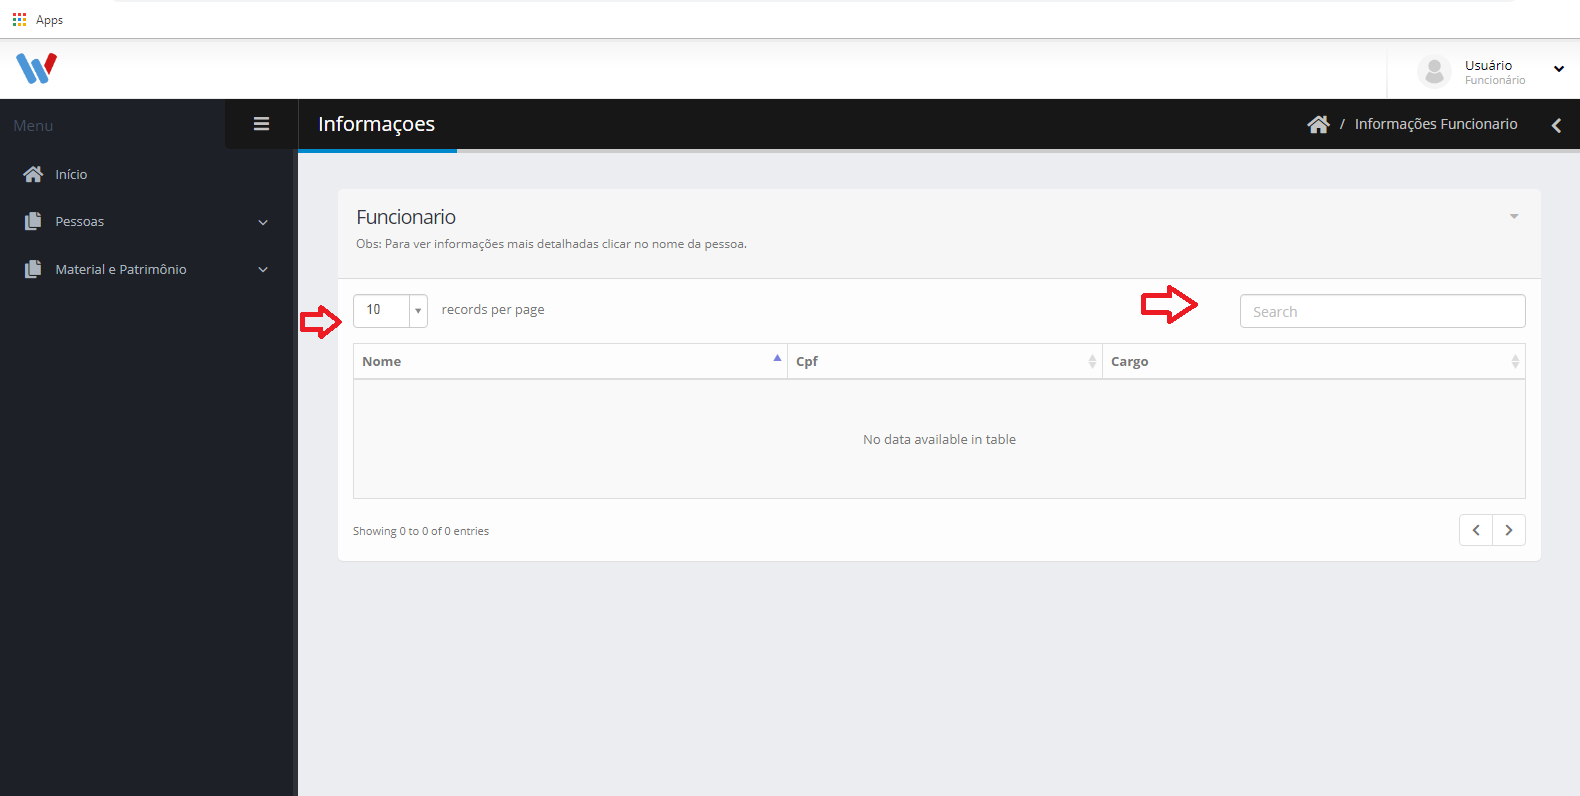 Apps
Usuário
Funcionário
Menu
Informaçoes
/ Informações Funcionario
Início
Pessoas
Material e Patrimônio
Funcionario
Obs: Para ver informações mais detalhadas clicar no nome da pessoa.
10 records per page
Search
Nome Cpf Cargo
No data available in table
Showing 0 to 0 of 0 entries